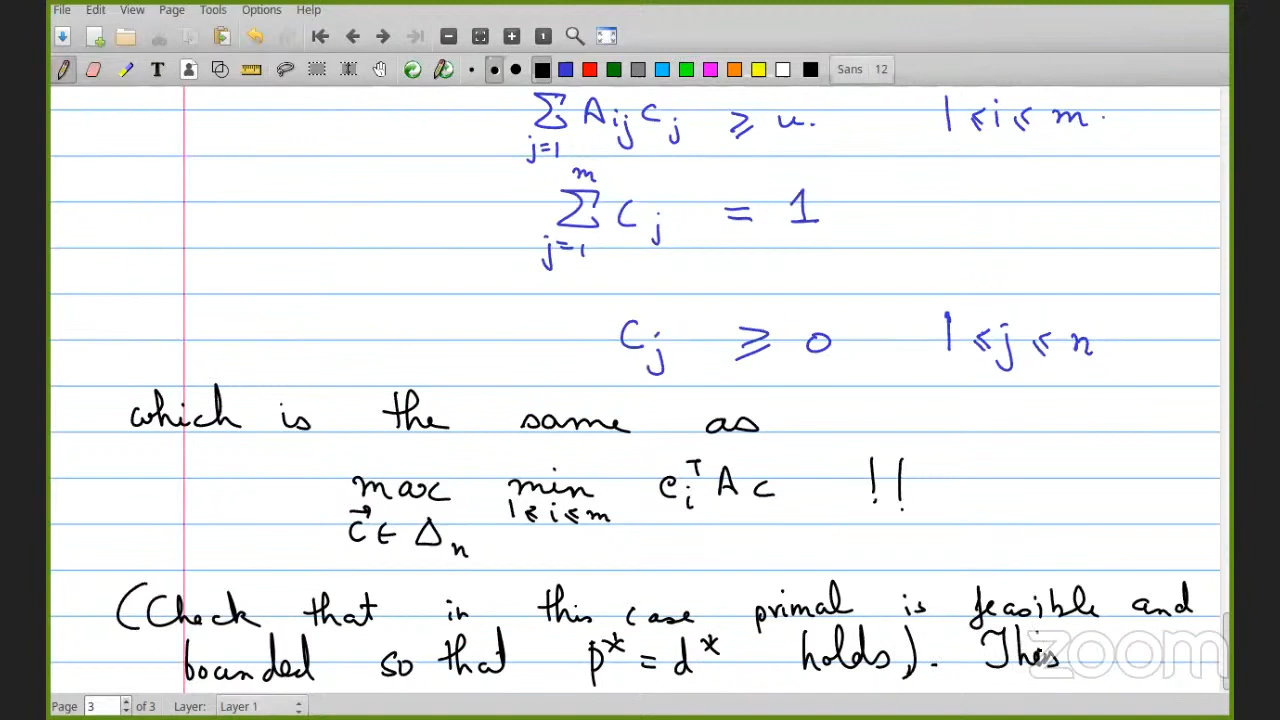 File Edit View Page Tools Options Help
Sans 12
∑ A_ij c_j ≥ u. 1 ≤ i ≤ m.
j=1
m
∑ c_j = 1
j=1
c_j ≥ 0 1 ≤ j ≤ n
which is the same as
max min e_i^T A c !!
c⃗ ∈ Δ_n 1 ≤ i ≤ m
(Check that in this case primal is feasible and
bounded so that p* = d* holds). This
zoom
Page 3 of 3 Layer: Layer 1